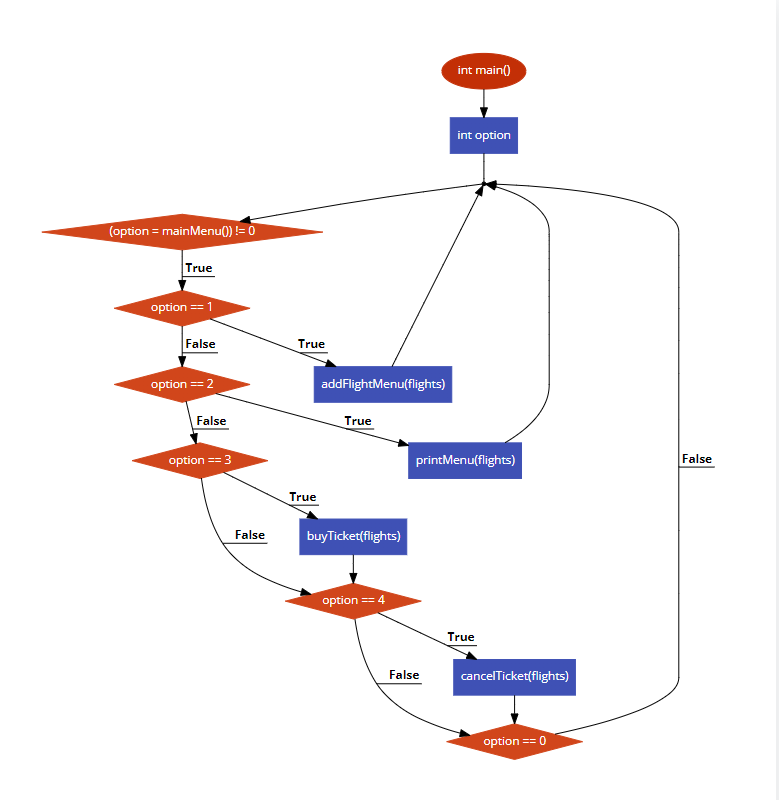 int main()
int option
(option = mainMenu()) != 0
True
option == 1
False
True
option == 2
addFlightMenu(flights)
False
True
option == 3
printMenu(flights)
False
True
False
buyTicket(flights)
option == 4
True
False
cancelTicket(flights)
option == 0